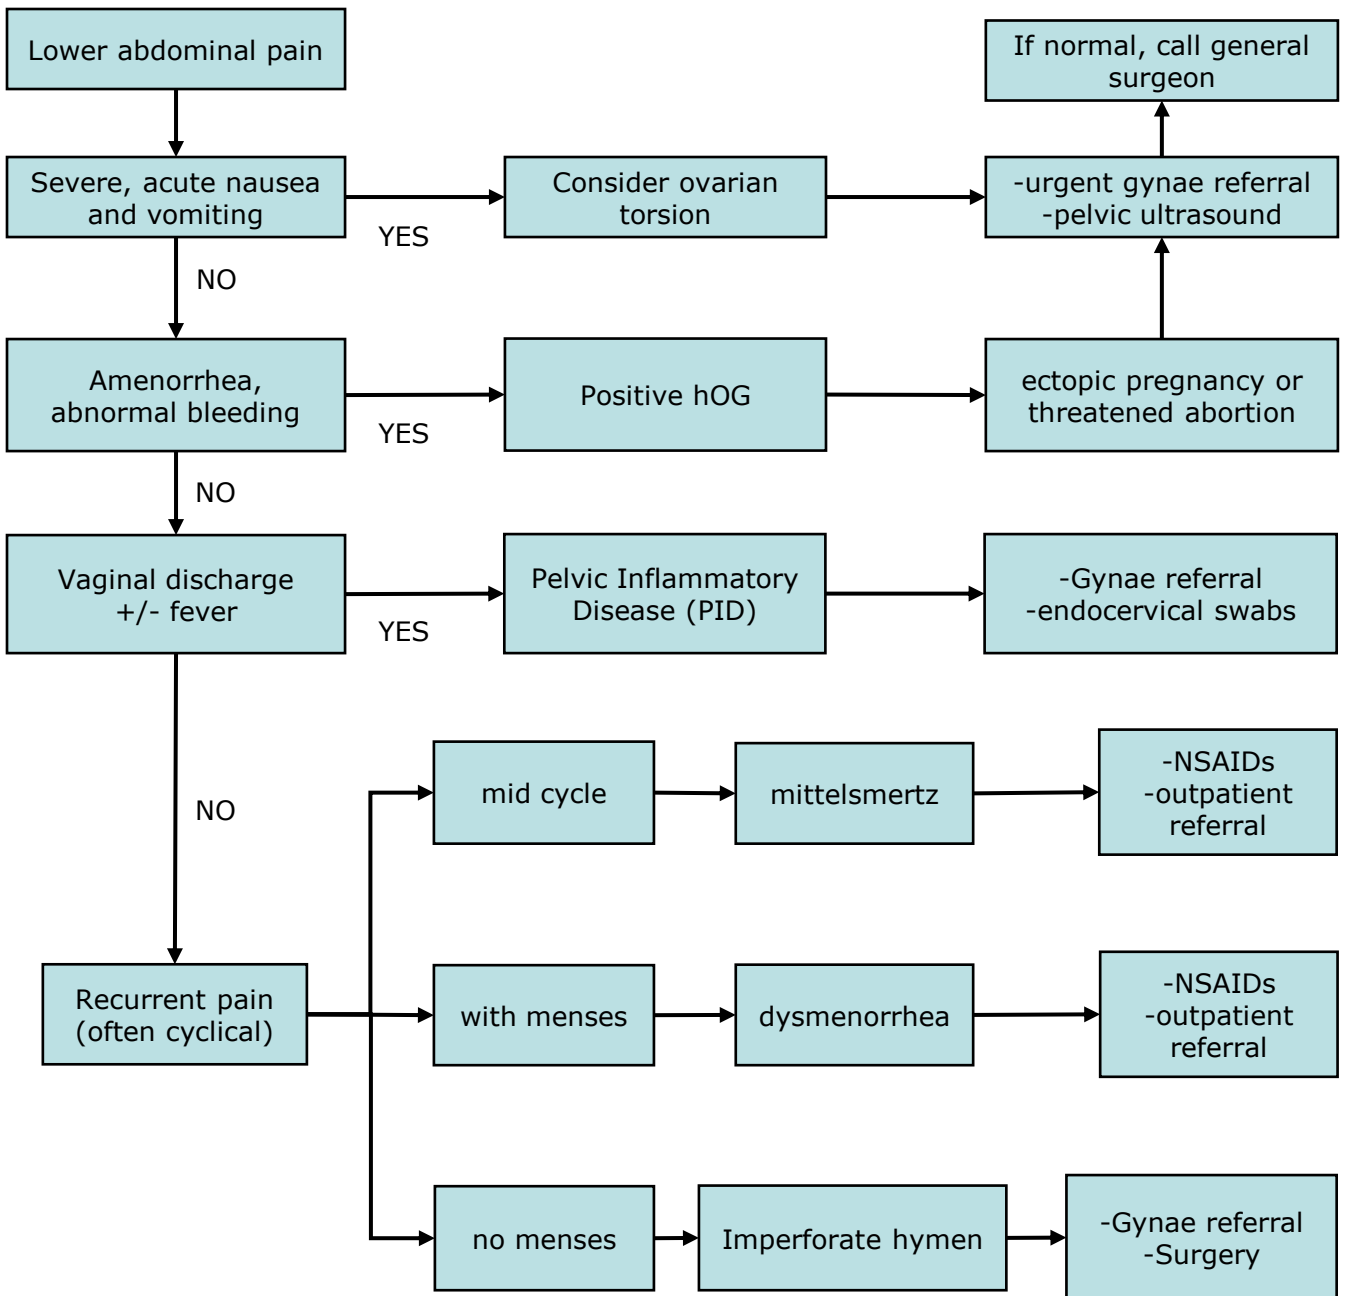 Lower abdominal pain
If normal, call general
surgeon
Severe, acute nausea
and vomiting
YES
Consider ovarian
torsion
-urgent gynae referral
-pelvic ultrasound
NO
Amenorrhea,
abnormal bleeding
YES
Positive hOG
ectopic pregnancy or
threatened abortion
NO
Vaginal discharge
+/- fever
YES
Pelvic Inflammatory
Disease (PID)
-Gynae referral
-endocervical swabs
NO
mid cycle
mittelsmertz
-NSAIDs
-outpatient
referral
Recurrent pain
(often cyclical)
with menses
dysmenorrhea
-NSAIDs
-outpatient
referral
no menses
Imperforate hymen
-Gynae referral
-Surgery